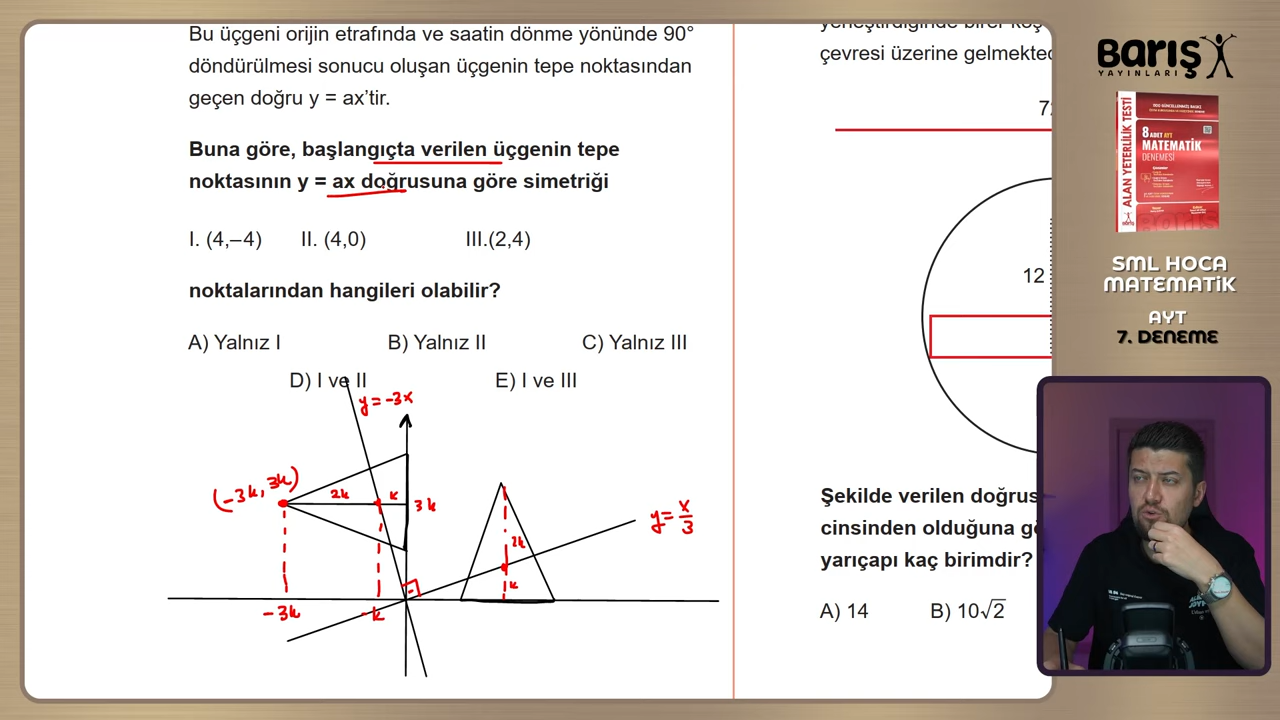 Bu üçgeni orijin etrafında ve saatin dönme yönünde 90°
döndürülmesi sonucu oluşan üçgenin tepe noktasından
geçen doğru y = ax'tir.
Buna göre, başlangıçta verilen üçgenin tepe
noktasının y = ax doğrusuna göre simetriği
I. (4,–4) II. (4,0) III.(2,4)
noktalarından hangileri olabilir?
A) Yalnız I B) Yalnız II C) Yalnız III
D) I ve II E) I ve III
y = -3x
(-3k, 3k)
2k k
3k
y = x/3
2k
k
-3k -k
çevresi üzerine gelmekted
12
Şekilde verilen doğrus
cinsinden olduğuna g
yarıçapı kaç birimdir?
A) 14 B) 10√2
BARIŞ
YAYINLARI
ALAN YETERLİLİK TESTİ
8 ADET AYT
MATEMATİK
DENEMESİ
SML HOCA
MATEMATİK
AYT
7. DENEME